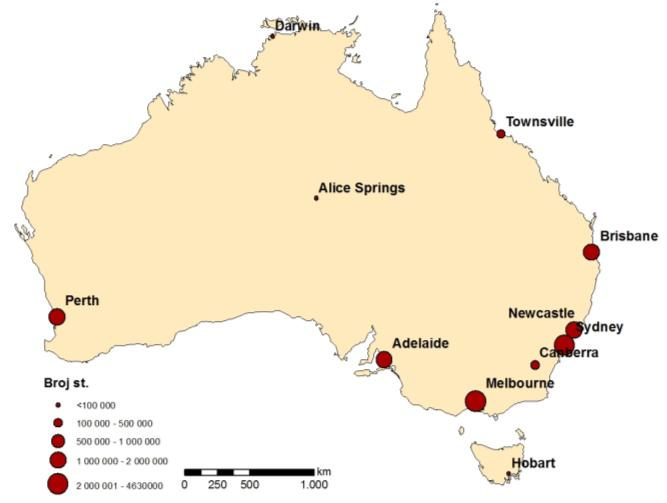 Darwin
Townsville
Alice Springs
Brisbane
Perth
Newcastle
Sydney
Adelaide
Canberra
Melbourne
Broj st.
<100 000
100 000 - 500 000
500 000 - 1 000 000
1 000 000 - 2 000 000
2 000 001 - 4630000
km
0 250 500 1.000
Hobart